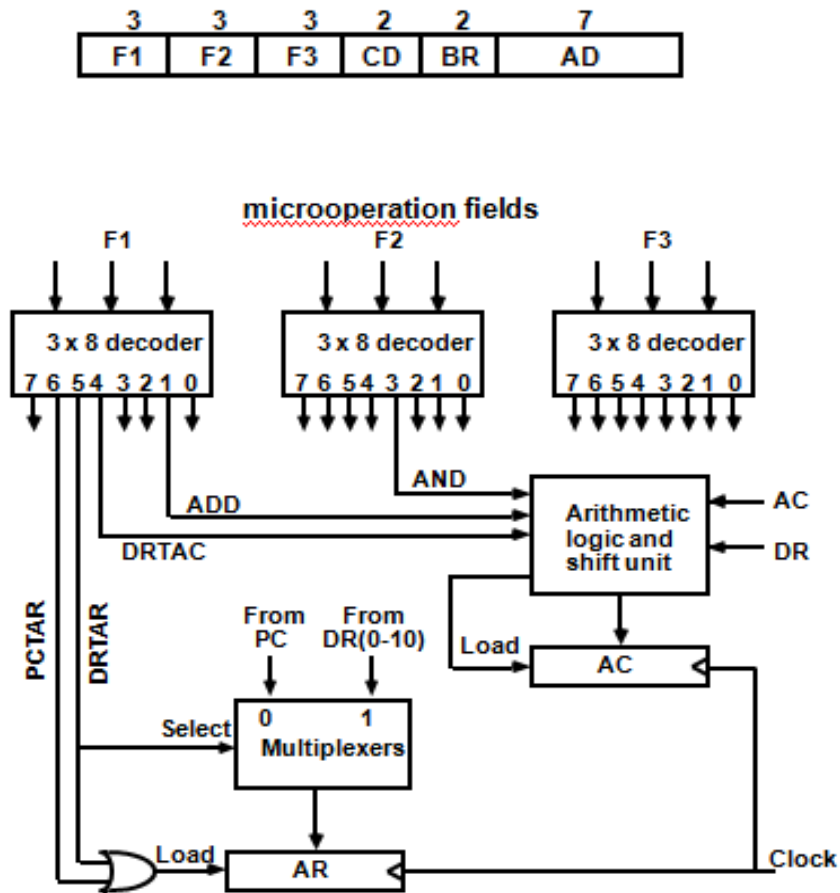 3 3 3 2 2 7
F1 F2 F3 CD BR AD
microoperation fields
F1 F2 F3
3 x 8 decoder 3 x 8 decoder 3 x 8 decoder
7 6 5 4 3 2 1 0 7 6 5 4 3 2 1 0 7 6 5 4 3 2 1 0
AND
ADD
DRTAC
Arithmetic
logic and
shift unit
AC
DR
PCTAR
DRTAR
From
PC
From
DR(0-10)
Load
AC
Select
0 1
Multiplexers
Load
AR
Clock